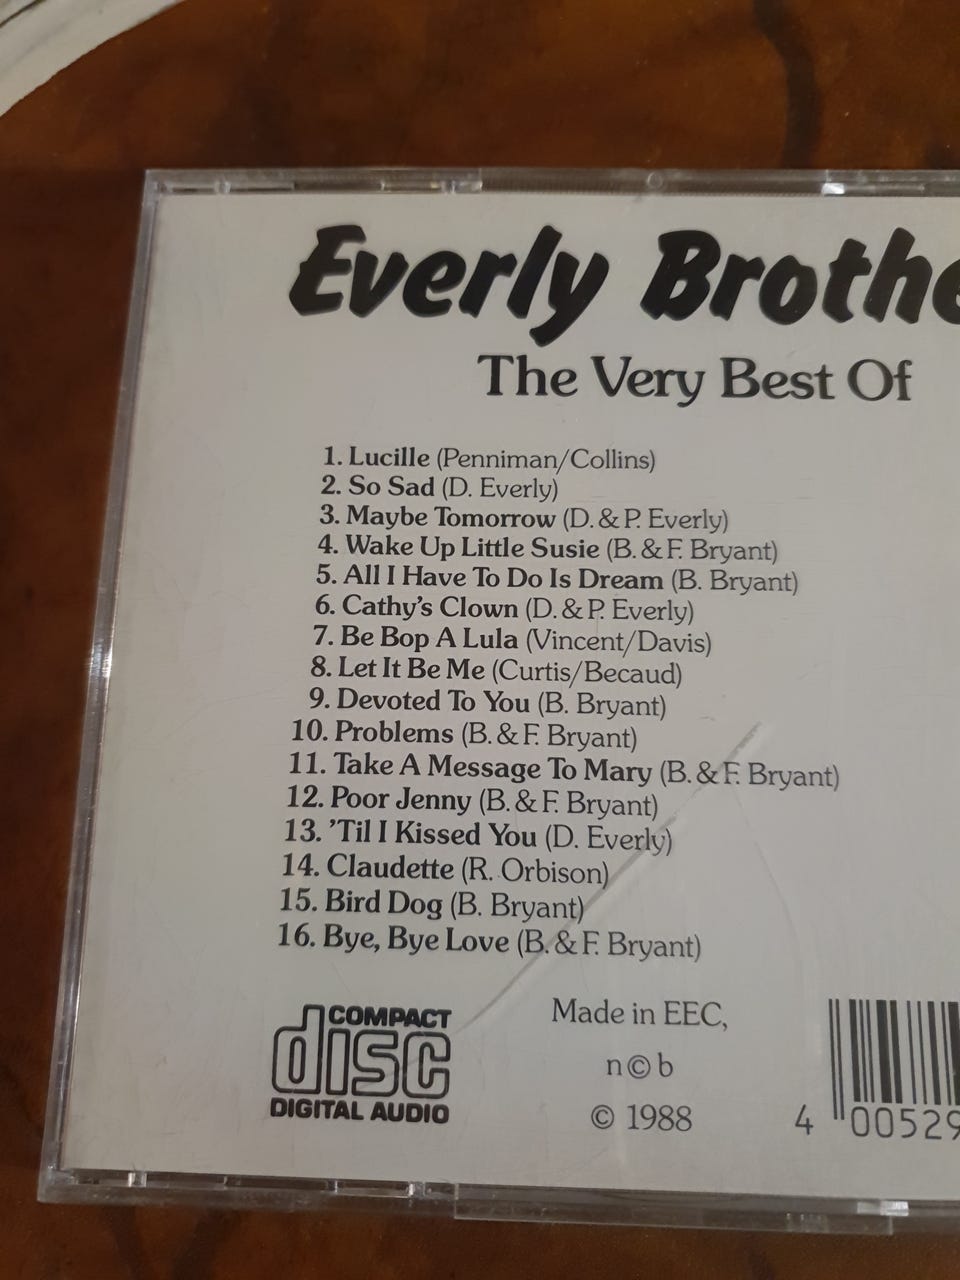 Everly Brothe
The Very Best Of
1. Lucille (Penniman/Collins)
2. So Sad (D. Everly)
3. Maybe Tomorrow (D. & P. Everly)
4. Wake Up Little Susie (B. & F. Bryant)
5. All I Have To Do Is Dream (B. Bryant)
6. Cathy's Clown (D. & P. Everly)
7. Be Bop A Lula (Vincent/Davis)
8. Let It Be Me (Curtis/Becaud)
9. Devoted To You (B. Bryant)
10. Problems (B. & F. Bryant)
11. Take A Message To Mary (B. & F. Bryant)
12. Poor Jenny (B. & F. Bryant)
13. 'Til I Kissed You (D. Everly)
14. Claudette (R. Orbison)
15. Bird Dog (B. Bryant)
16. Bye, Bye Love (B. & F. Bryant)
COMPACT
disc
DIGITAL AUDIO
Made in EEC,
n©b
© 1988
4 00529